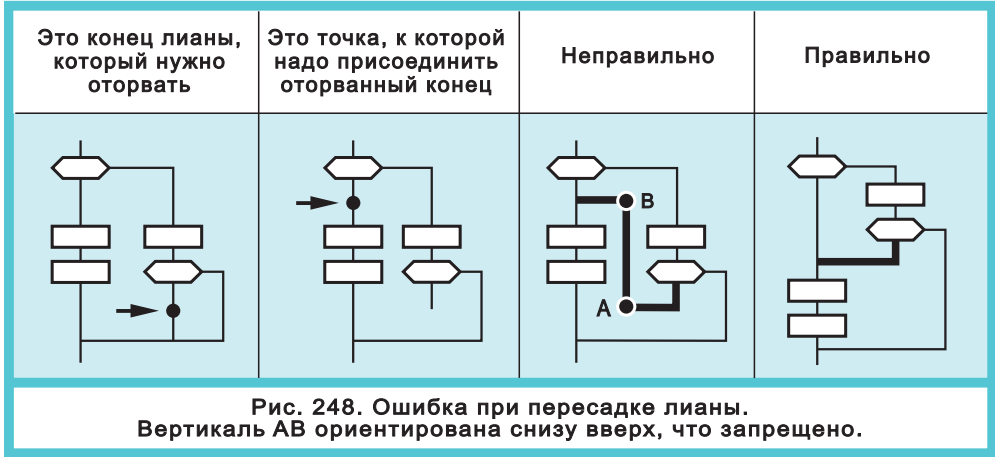 Это конец лианы,
который нужно
оторвать
Это точка, к которой
надо присоединить
оторванный конец
Неправильно
Правильно
B
A
Рис. 248. Ошибка при пересадке лианы.
Вертикаль АВ ориентирована снизу вверх, что запрещено.